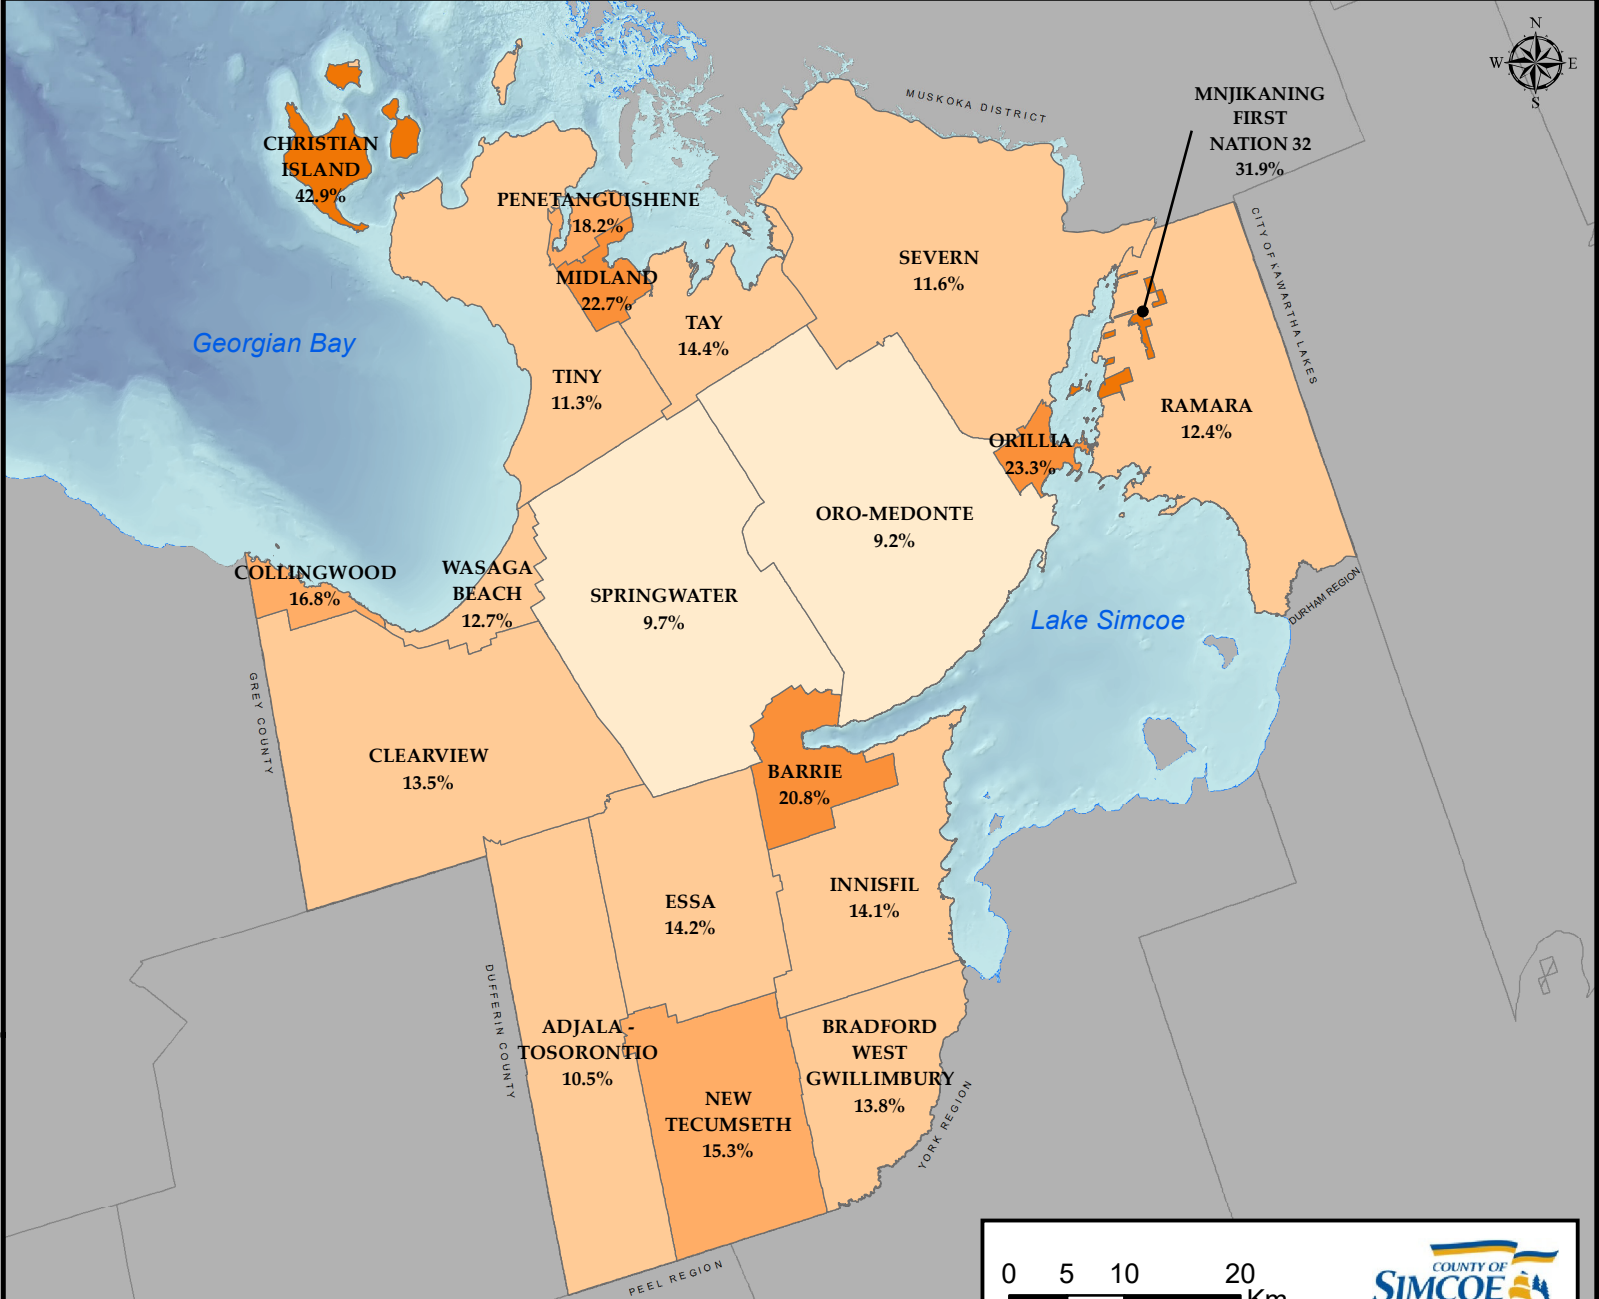 N
W E
S
MUSKOKA DISTRICT
MNJIKANING
FIRST
NATION 32
31.9%
CHRISTIAN
ISLAND
42.9%
PENETANGUISHENE
18.2%
CITY OF KAWARTHA LAKES
SEVERN
11.6%
MIDLAND
22.7%
TAY
14.4%
Georgian Bay
TINY
11.3%
RAMARA
12.4%
ORILLIA
23.3%
ORO-MEDONTE
9.2%
COLLINGWOOD
16.8%
WASAGA
BEACH
12.7%
SPRINGWATER
9.7%
Lake Simcoe
DURHAM REGION
GREY COUNTY
CLEARVIEW
13.5%
BARRIE
20.8%
INNISFIL
14.1%
ESSA
14.2%
DUFFERIN COUNTY
ADJALA -
TOSORONTIO
10.5%
BRADFORD
WEST
GWILLIMBURY
13.8%
NEW
TECUMSETH
15.3%
YORK REGION
PEEL REGION
0 5 10 20
Km
COUNTY OF
SIMCOE